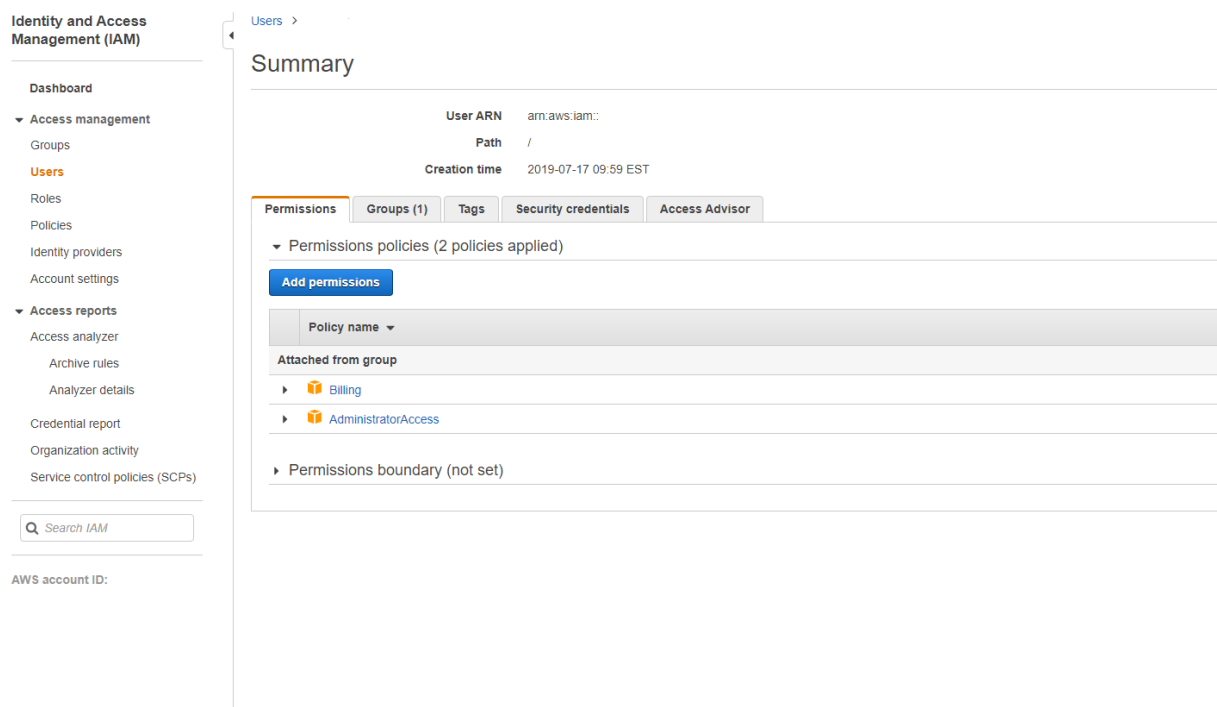 Identity and Access
Management (IAM)
Dashboard
Access management
Groups
Users
Roles
Policies
Identity providers
Account settings
Access reports
Access analyzer
Archive rules
Analyzer details
Credential report
Organization activity
Service control policies (SCPs)
Search IAM
AWS account ID:
Users >
Summary
User ARN arn:aws:iam::
Path /
Creation time 2019-07-17 09:59 EST
Permissions Groups (1) Tags Security credentials Access Advisor
Permissions policies (2 policies applied)
Add permissions
Policy name
Attached from group
Billing
AdministratorAccess
Permissions boundary (not set)